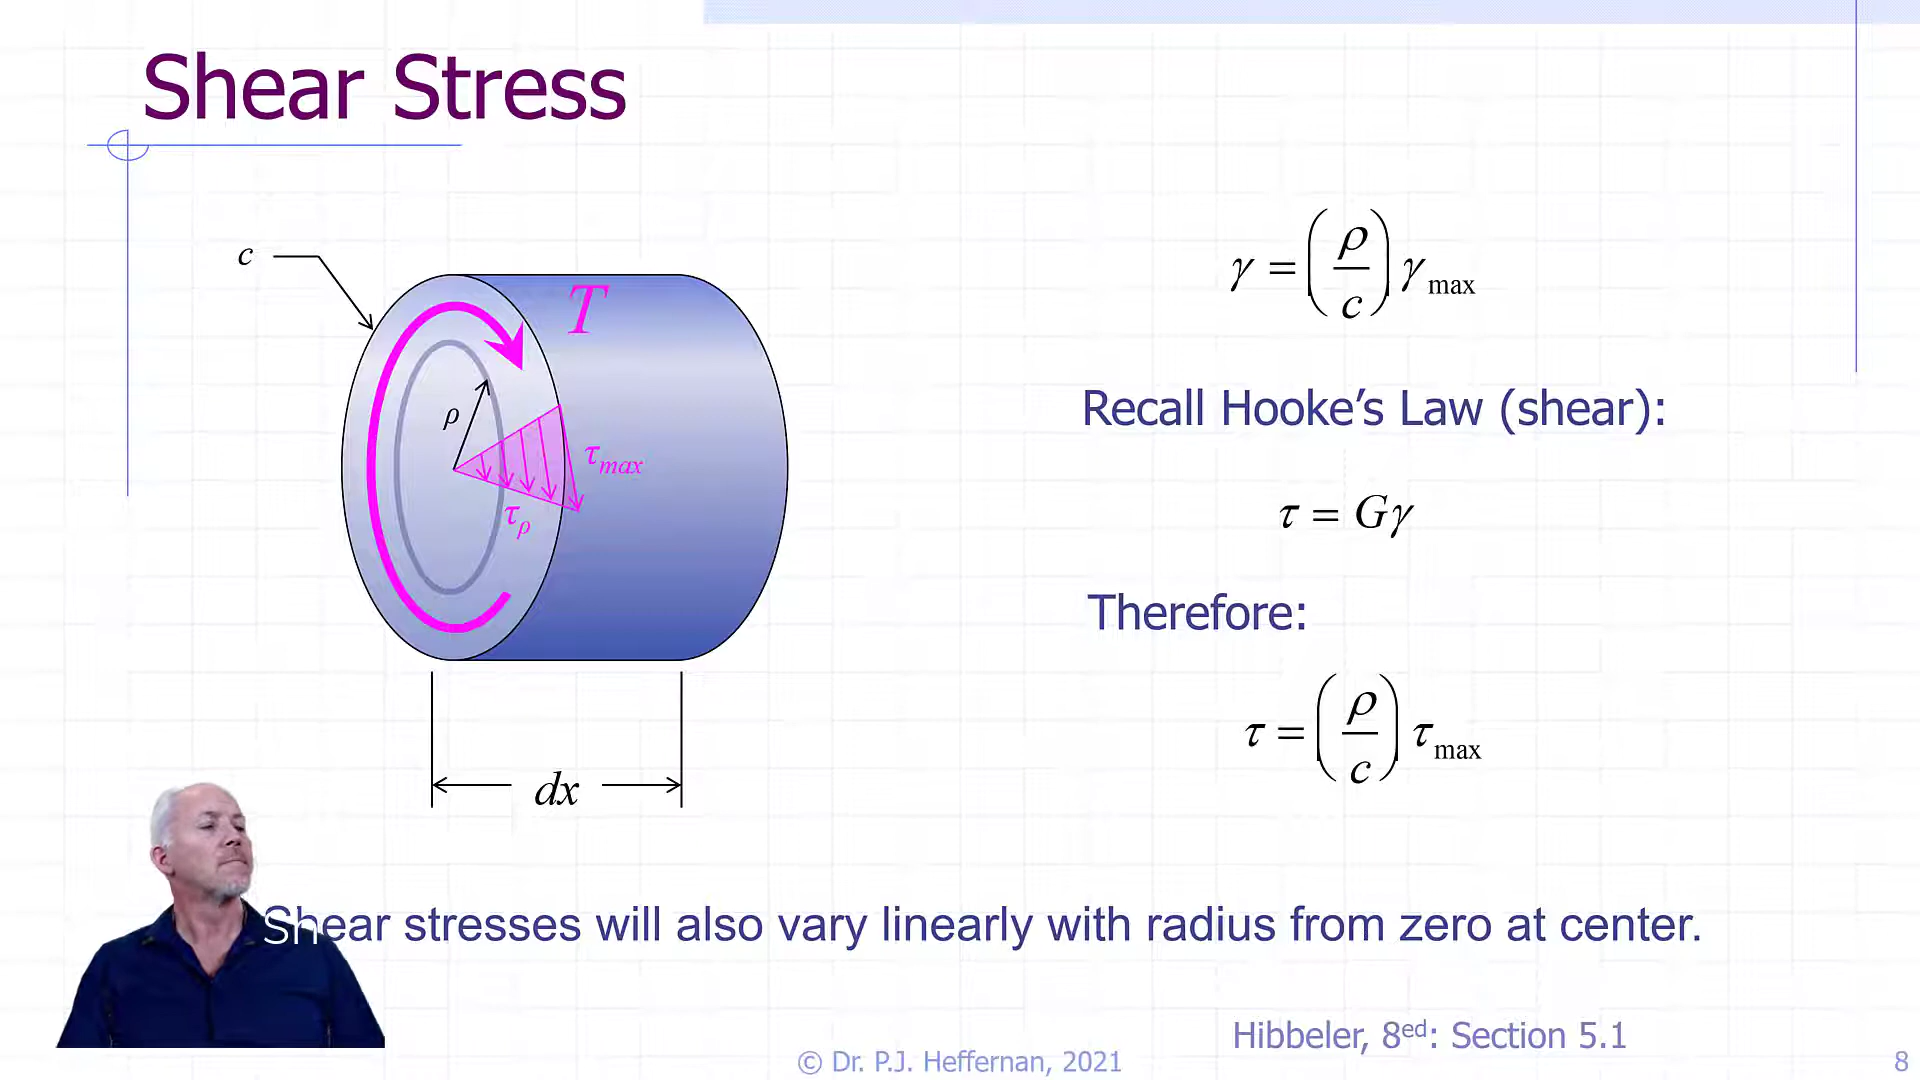 Shear Stress
c
T
ρ
τmax
τρ
dx
γ = (ρ/c) γmax
Recall Hooke’s Law (shear):
τ = Gγ
Therefore:
τ = (ρ/c) τmax
Shear stresses will also vary linearly with radius from zero at center.
Hibbeler, 8ed: Section 5.1
© Dr. P.J. Heffernan, 2021
8